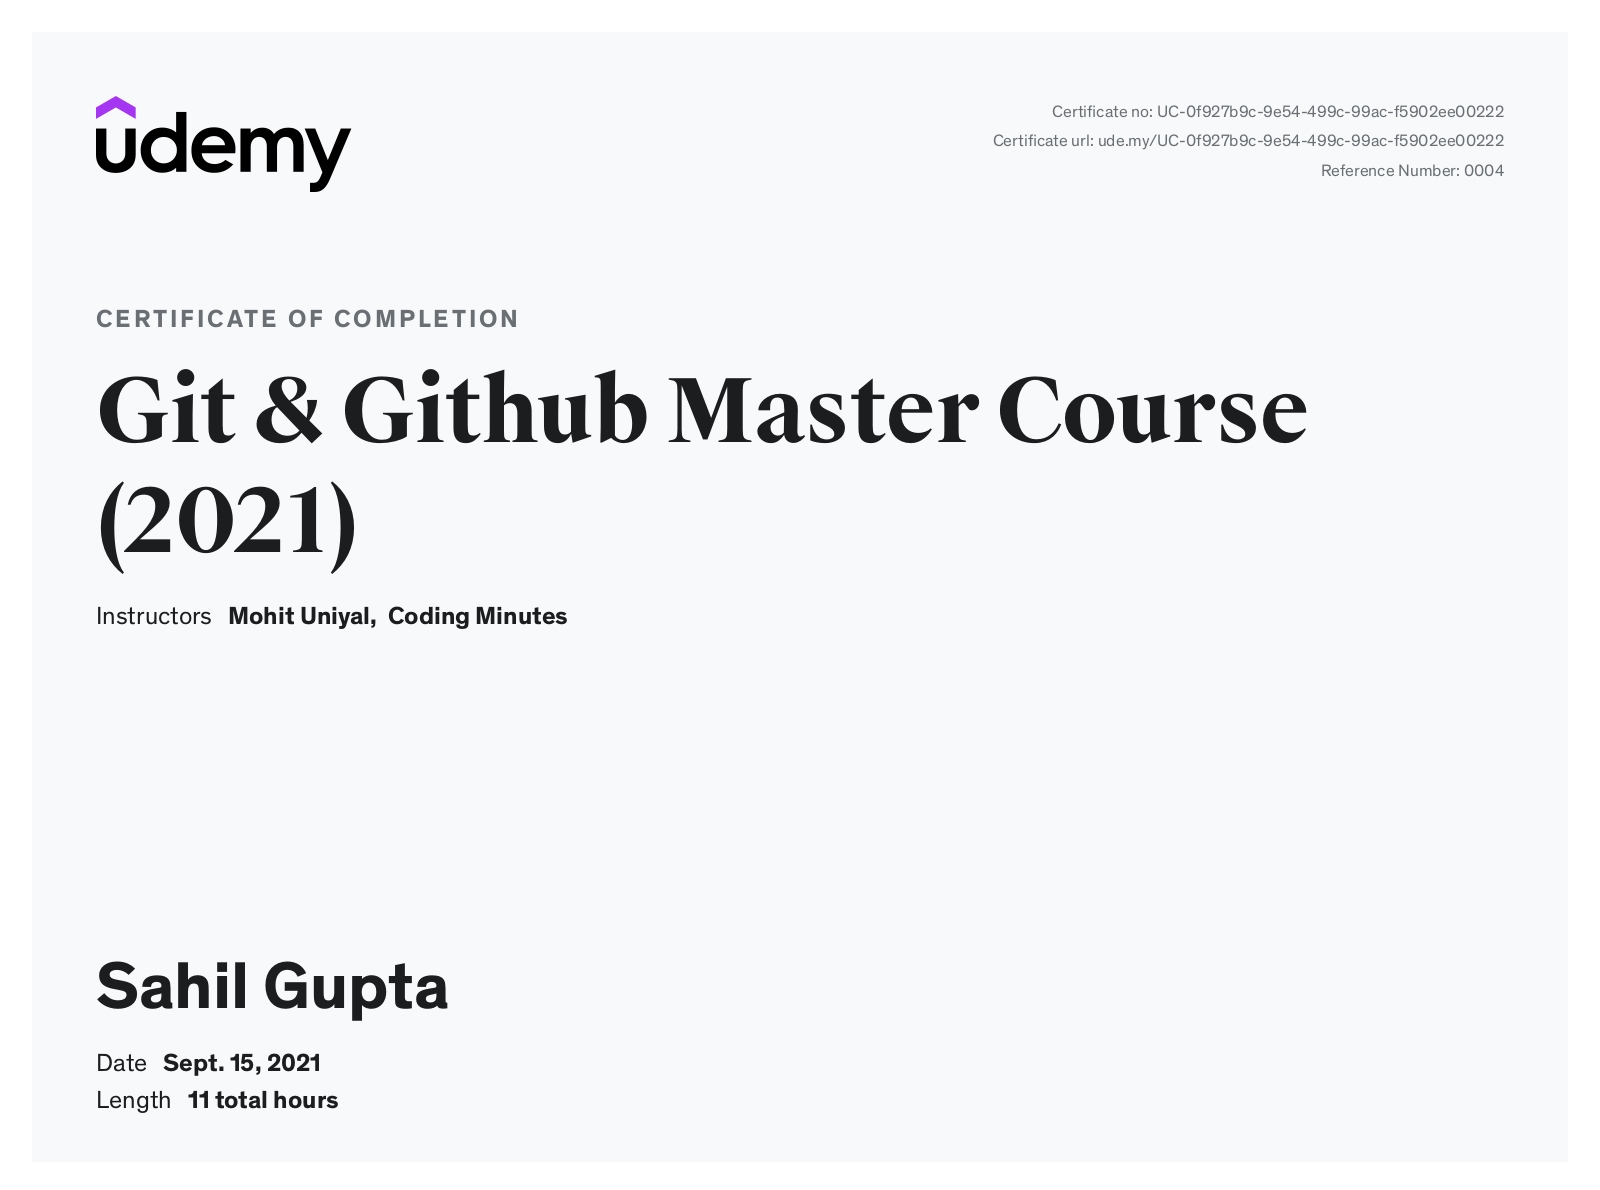 udemy
Certificate no: UC-0f927b9c-9e54-499c-99ac-f5902ee00222
Certificate url: ude.my/UC-0f927b9c-9e54-499c-99ac-f5902ee00222
Reference Number: 0004
CERTIFICATE OF COMPLETION
Git & Github Master Course
(2021)
Instructors Mohit Uniyal, Coding Minutes
Sahil Gupta
Date Sept. 15, 2021
Length 11 total hours